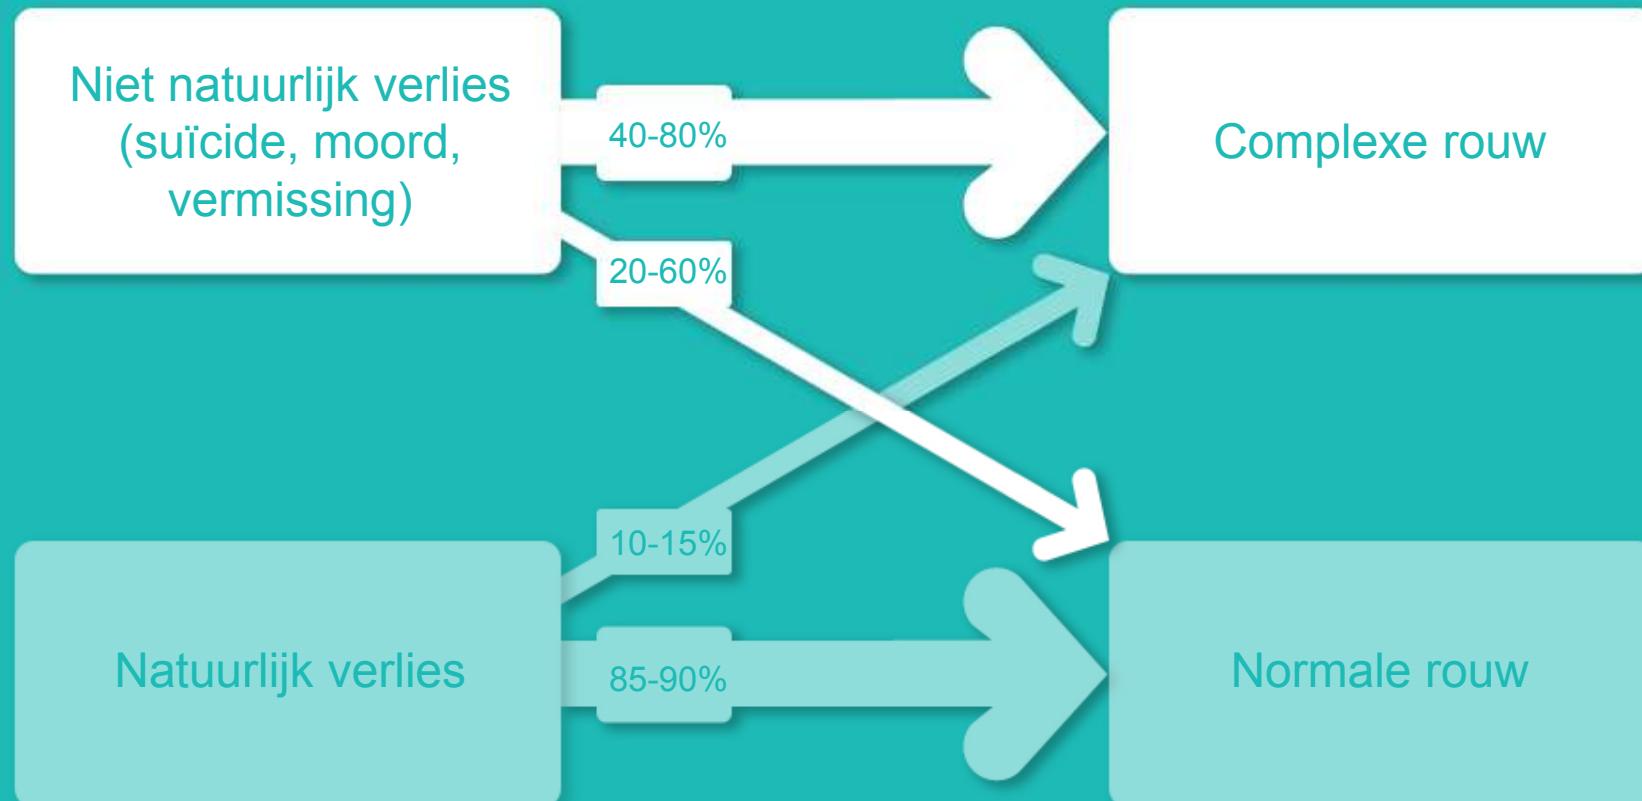 Niet natuurlijk verlies
(suïcide, moord,
vermissing)
40-80%
Complexe rouw
20-60%
10-15%
Natuurlijk verlies
85-90%
Normale rouw